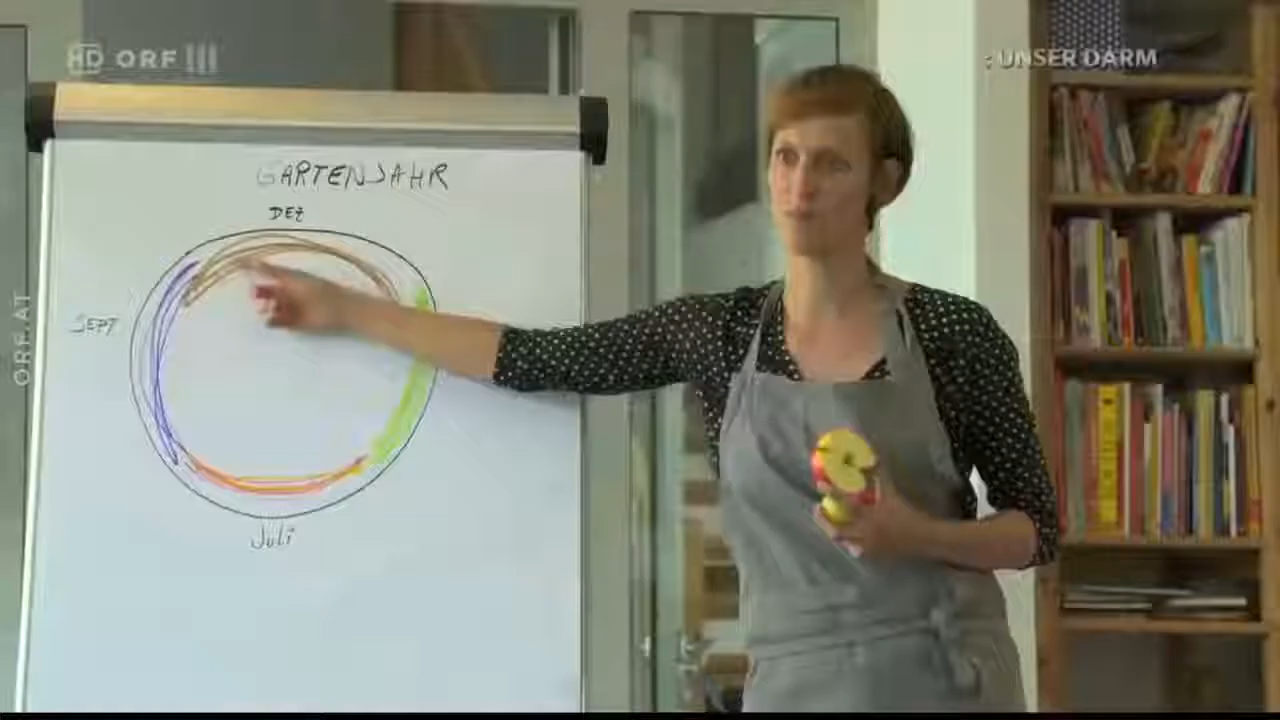 HD ORF III
: UNSER DARM
GARTENJAHR
DEZ
SEPT
Juli
ORF.AT